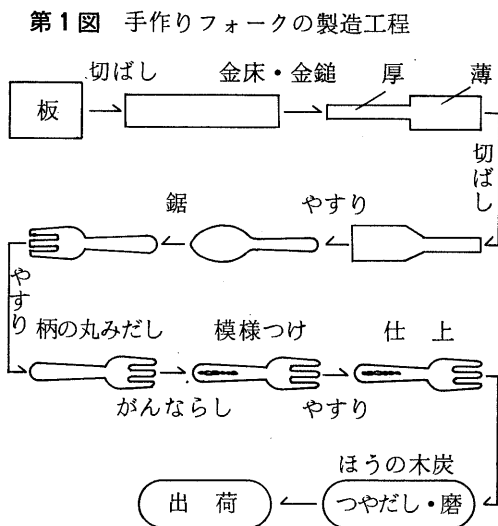 第1図 手作りフォークの製造工程
切ばし 金床・金鎚 厚 薄
板
切ばし
鋸 やすり
やすり
柄の丸みだし 模様つけ 仕上
がんならし やすり
ほうの木炭
出荷 つやだし・磨